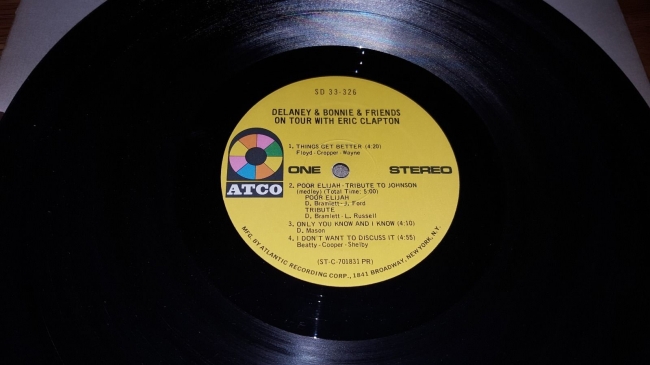 SD 33-326
DELANEY & BONNIE & FRIENDS
ON TOUR WITH ERIC CLAPTON
1. THINGS GET BETTER (4:20)
Floyd-Cropper-Wayne
ONE STEREO
ATCO
2. POOR ELIJAH-TRIBUTE TO JOHNSON
(medley) (Total Time: 5:00)
POOR ELIJAH
D. Bramlett-J. Ford
TRIBUTE
D. Bramlett-L. Russell
3. ONLY YOU KNOW AND I KNOW (4:10)
D. Mason
4. I DON'T WANT TO DISCUSS IT (4:55)
Beatty-Cooper-Shelby
(ST-C-701831 PR)
MFG. BY ATLANTIC RECORDING CORP., 1841 BROADWAY, NEW YORK, N.Y.